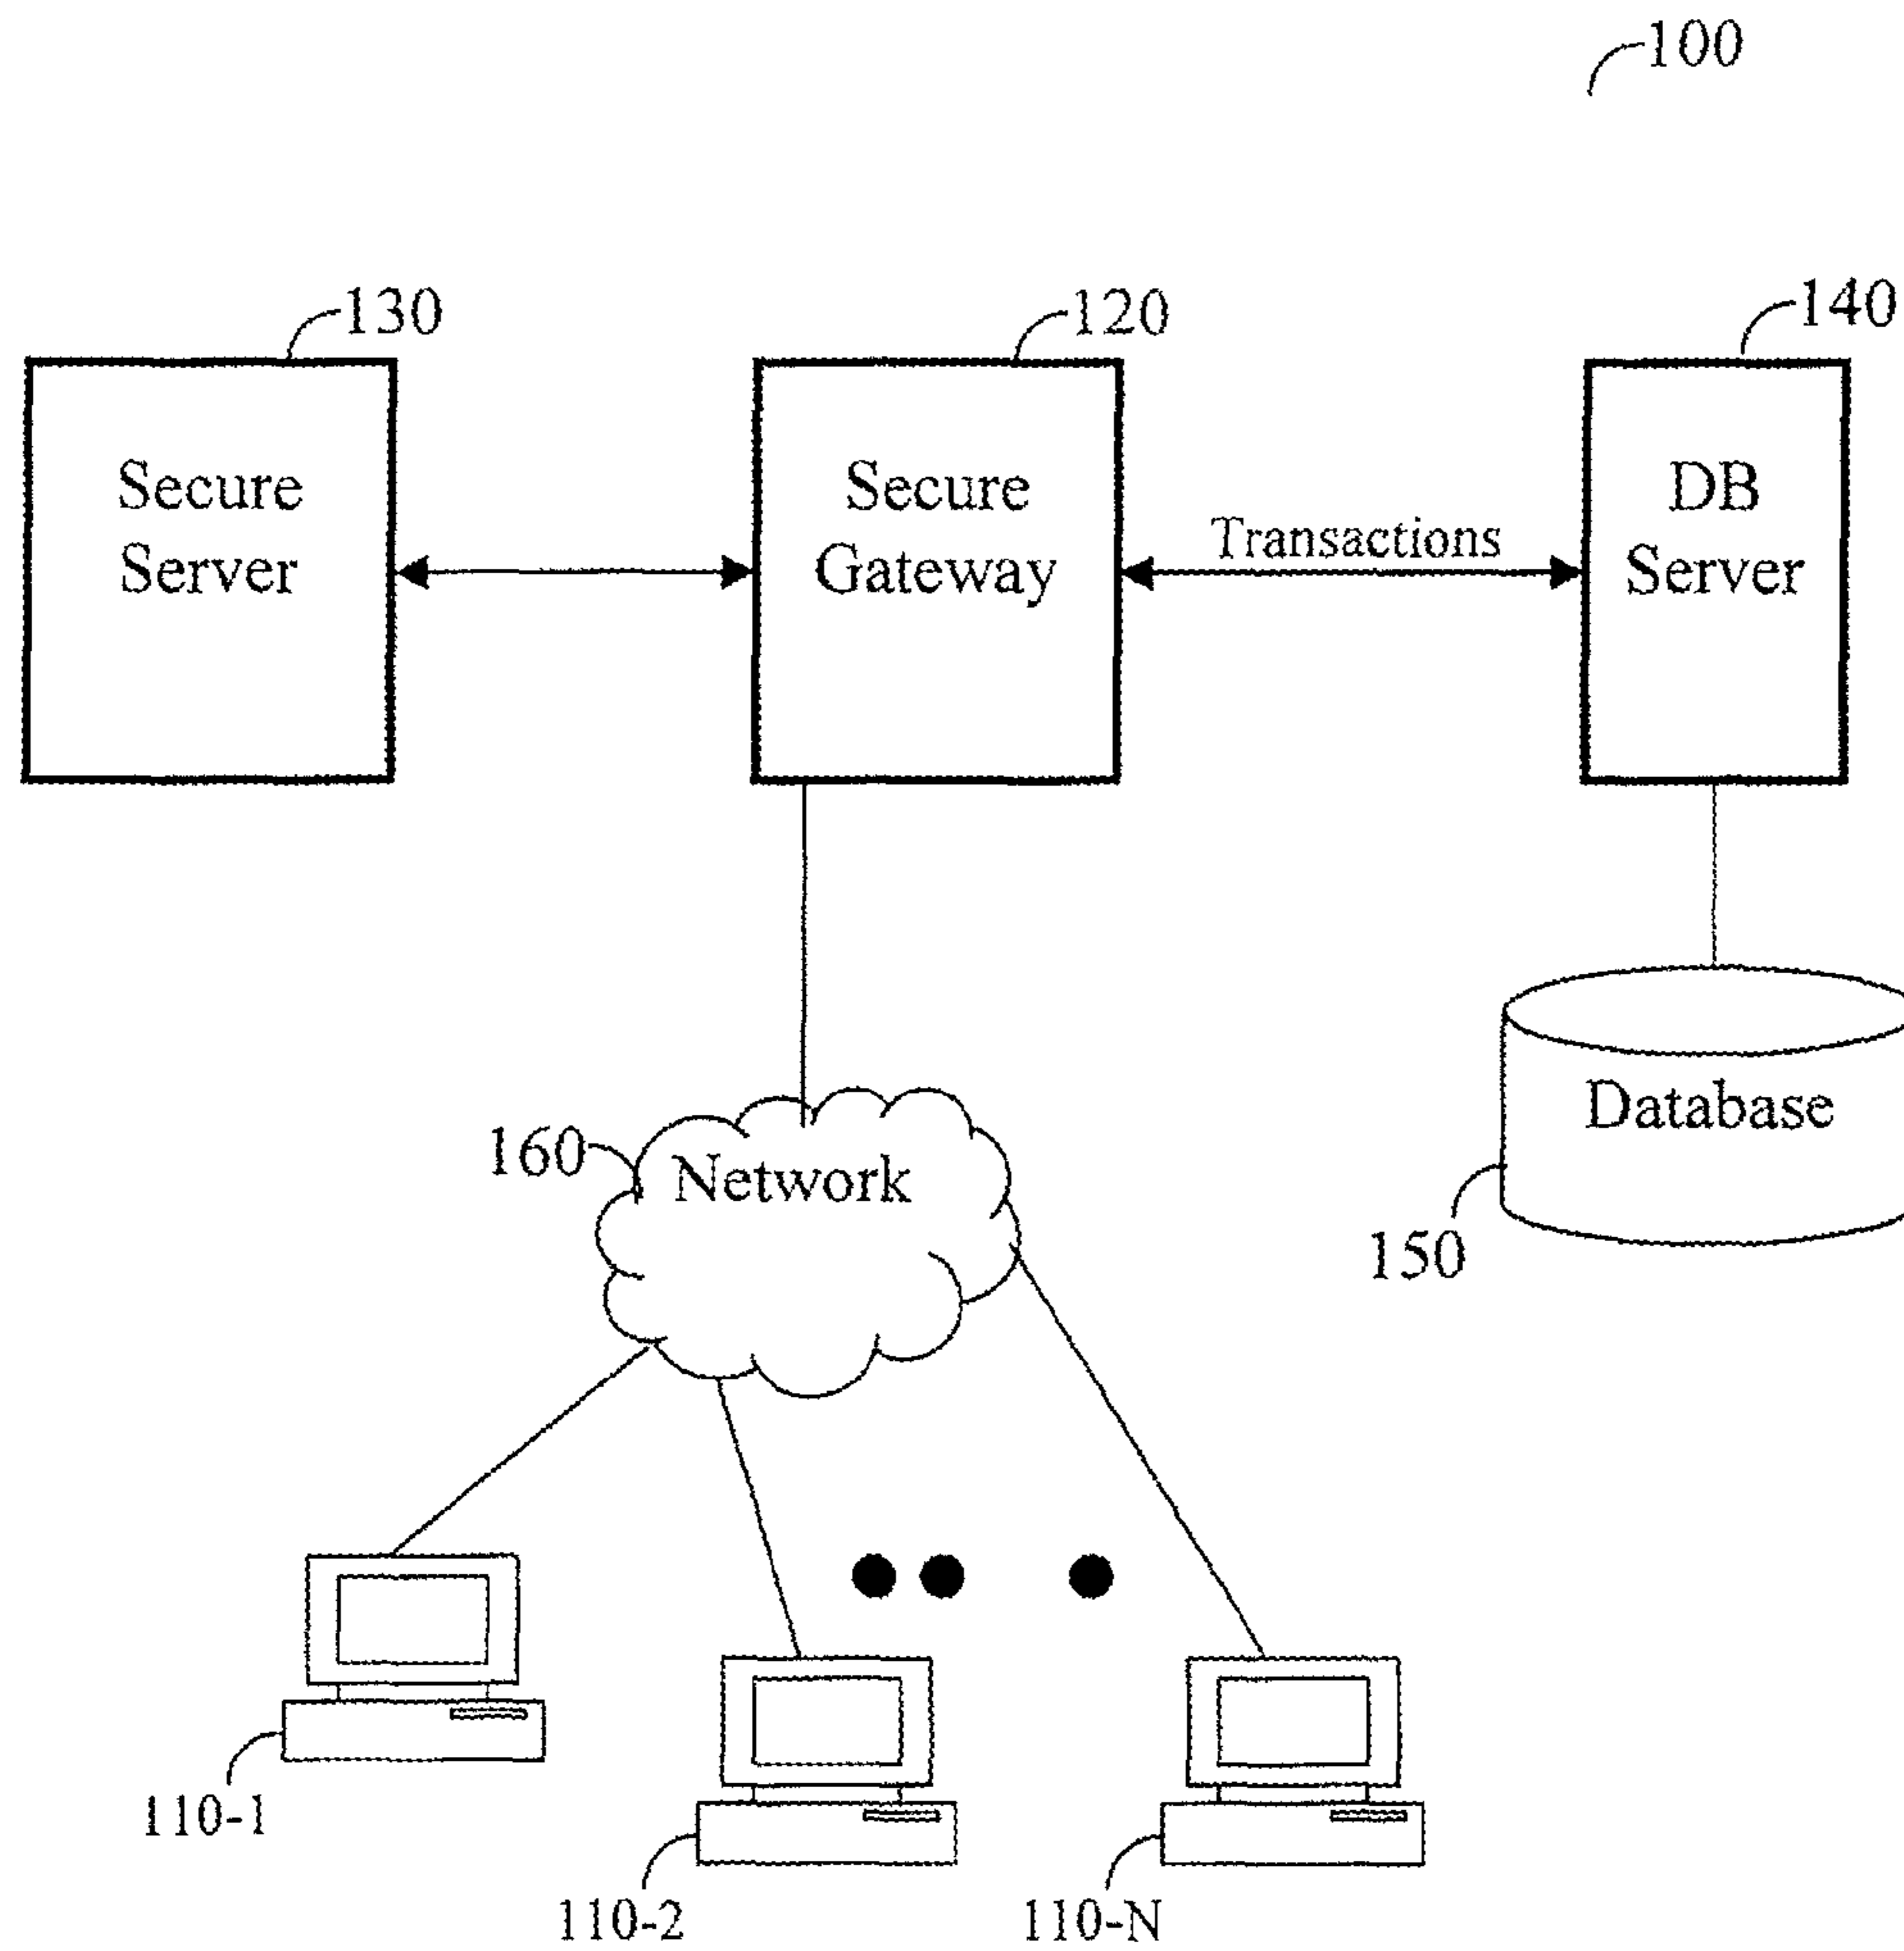 100
130
120
140
Secure
Server
Secure
Gateway
Transactions
DB
Server
160
Network
Database
150
110-1
110-2
110-N